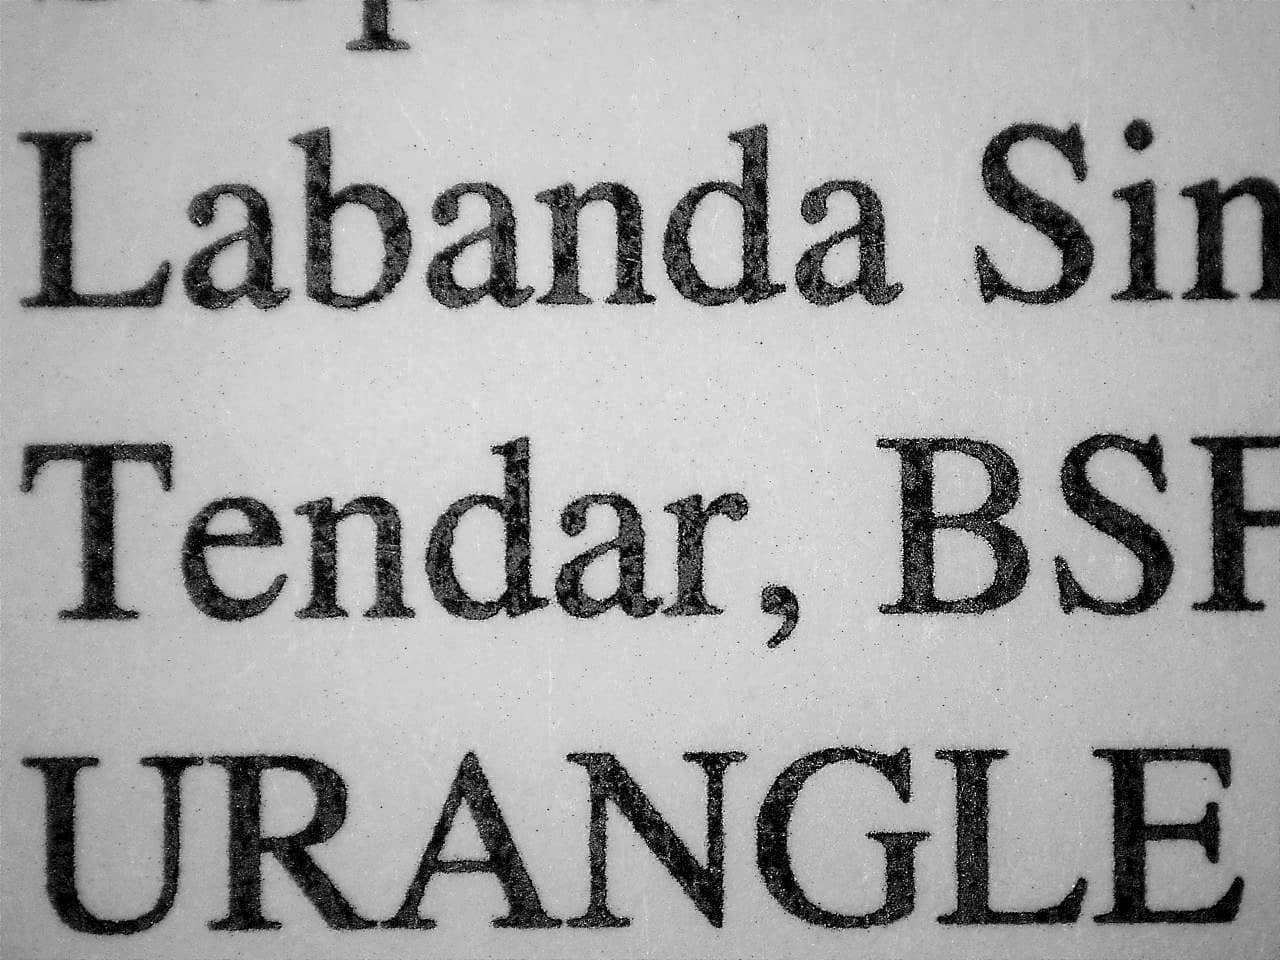 Labanda Sin
Tendar, BSF
URANGLE